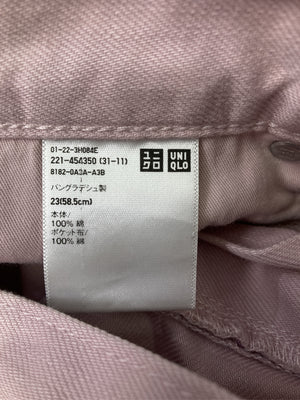 01-22-3H084E
221-454350 (31-11)
8182-0A3A-A3B
ユニクロ
UNIQLO
バングラデシュ製
23(58.5cm)
本体/
100% 綿
ポケット布/
100% 綿